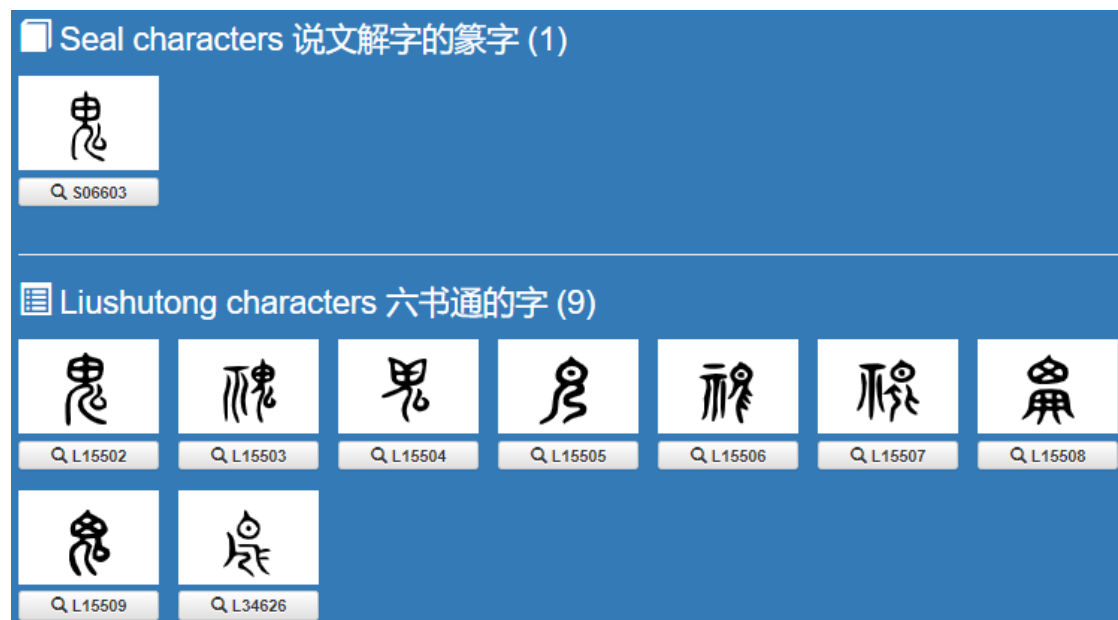 Seal characters 说文解字的篆字 (1)
鬼
S06603
Liushutong characters 六书通的字 (9)
L15502 L15503 L15504 L15505 L15506 L15507 L15508
L15509 L34626